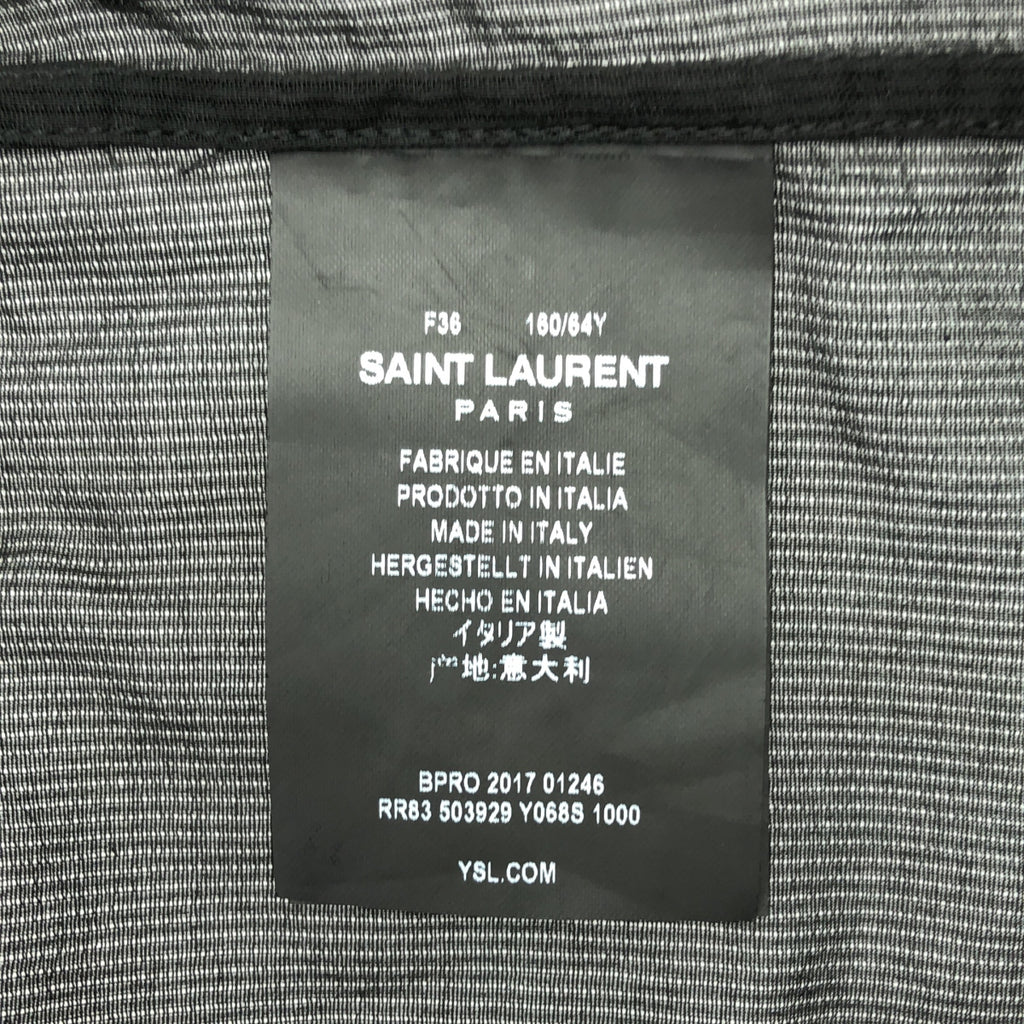 F36 160/64Y
SAINT LAURENT
PARIS
FABRIQUE EN ITALIE
PRODOTTO IN ITALIA
MADE IN ITALY
HERGESTELLT IN ITALIEN
HECHO EN ITALIA
イタリア製
产地:意大利
BPRO 2017 01246
RR83 503929 Y068S 1000
YSL.COM